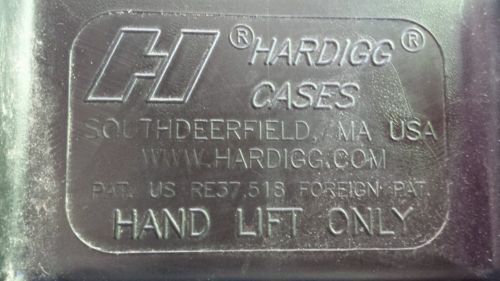 H ® HARDIGG ®
CASES
SOUTHDEERFIELD, MA USA
WWW.HARDIGG.COM
PAT. US RE37,518 FOREIGN PAT.
HAND LIFT ONLY